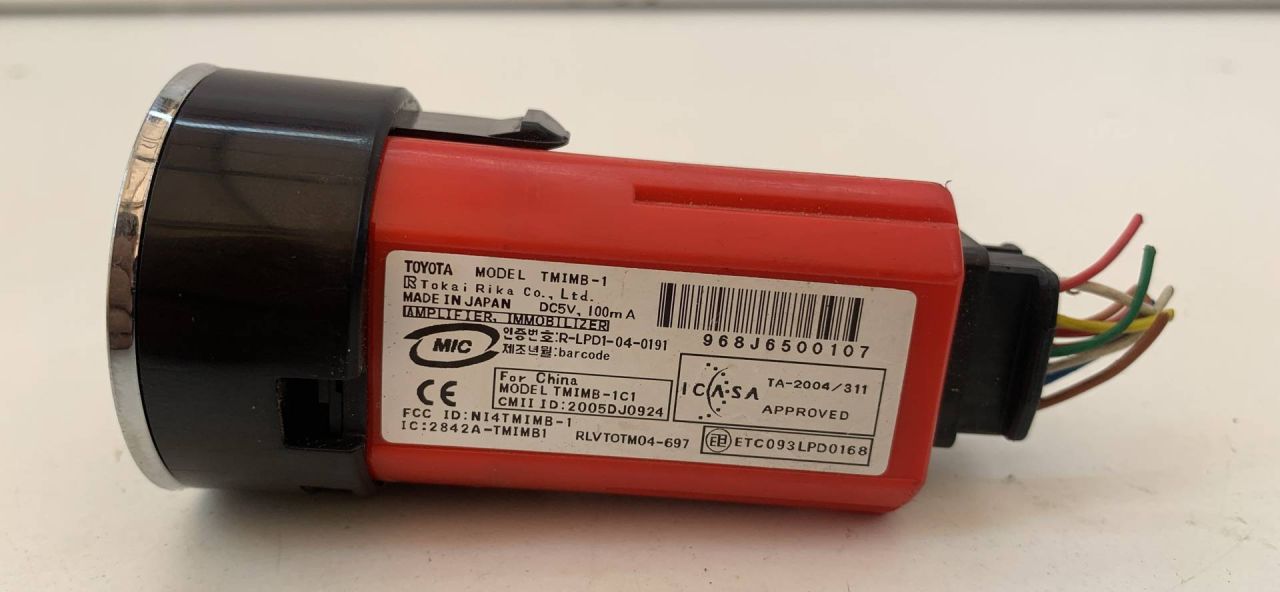 TOYOTA MODEL TMIMB-1
Tokai Rika Co., Ltd.
MADE IN JAPAN DC5V, 100mA
AMPLIFIER, IMMOBILIZER
MIC
인증번호:R-LPD1-04-0191
제조년월:barcode
968J6500107
CE
For China
MODEL TMIMB-1C1
CMII ID:2005DJ0924
ICASA
TA-2004/311
APPROVED
FCC ID:NI4TMIMB-1
IC:2842A-TMIMB1
RLVTOTM04-697
ETC093LPD0168